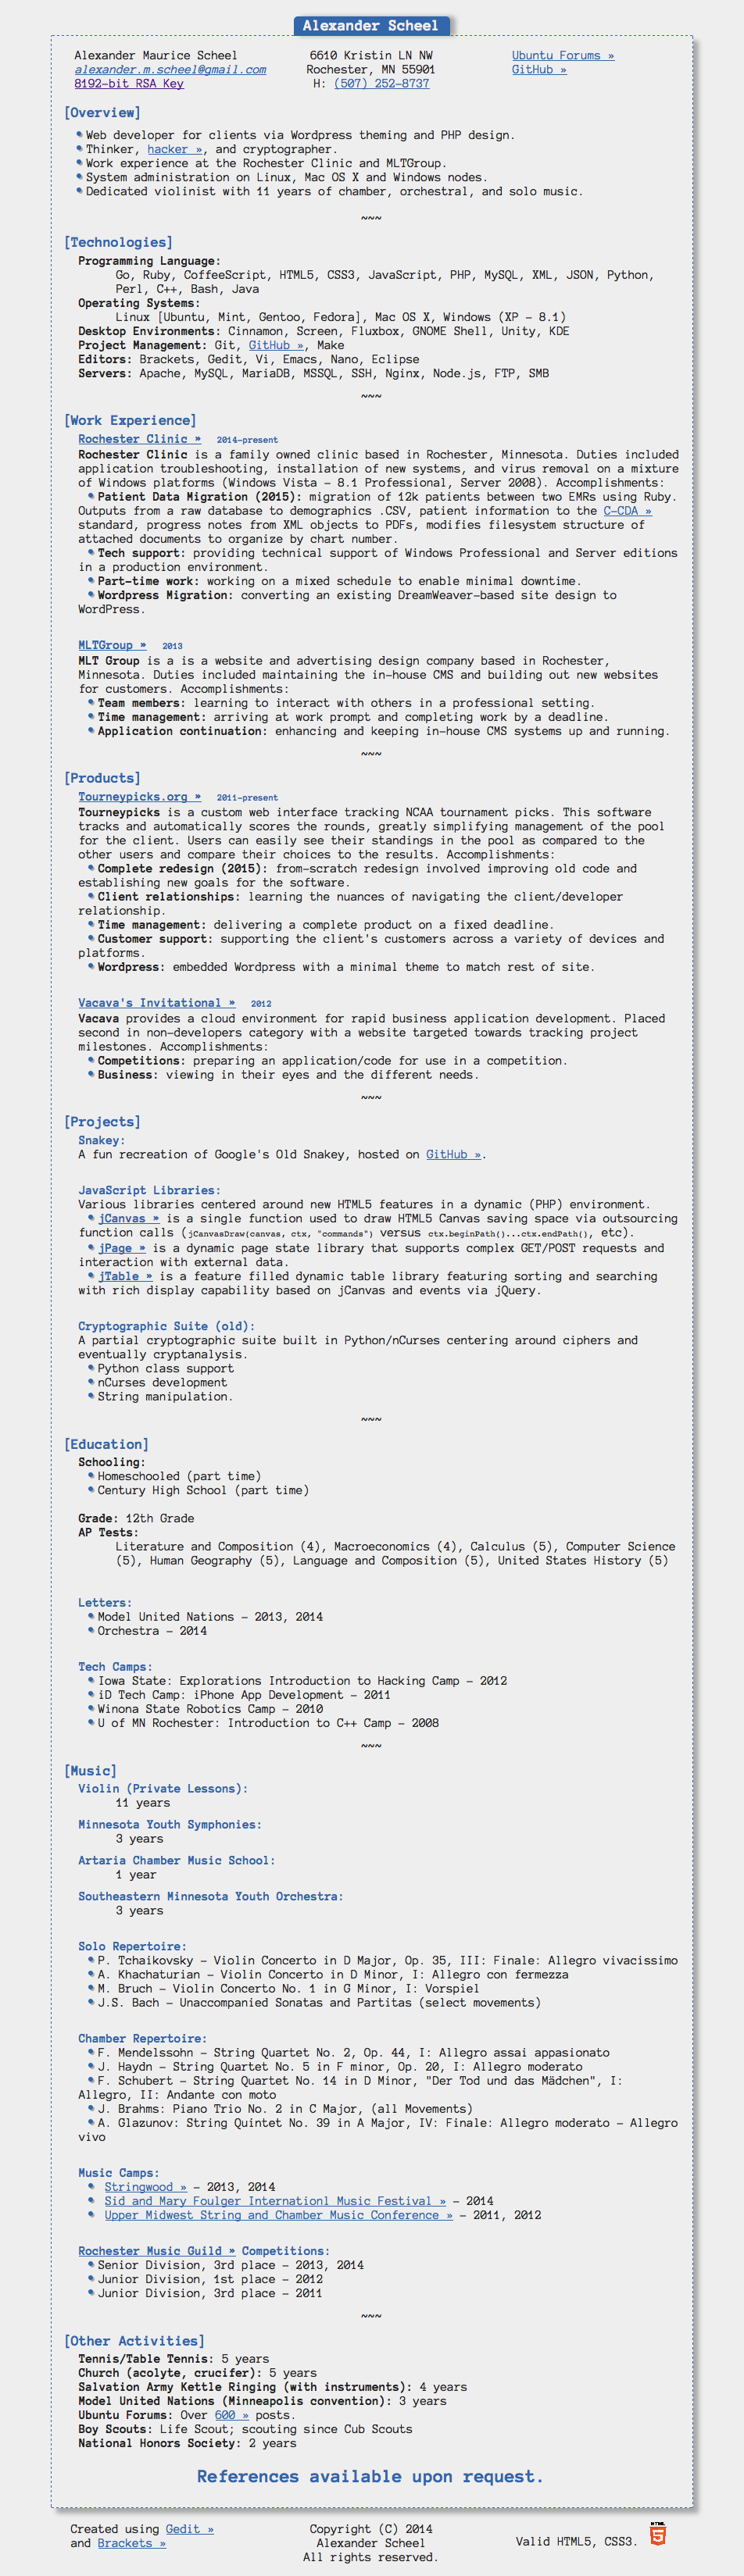 Alexander Scheel
Alexander Maurice Scheel
alexander.m.scheel@gmail.com
8192-bit RSA Key
6610 Kristin LN NW
Rochester, MN 55901
H: (507) 252-8737
Ubuntu Forums »
GitHub »
[Overview]
Web developer for clients via Wordpress theming and PHP design.
Thinker, hacker », and cryptographer.
Work experience at the Rochester Clinic and MLTGroup.
System administration on Linux, Mac OS X and Windows nodes.
Dedicated violinist with 11 years of chamber, orchestral, and solo music.
~~~
[Technologies]
Programming Language:
Go, Ruby, CoffeeScript, HTML5, CSS3, JavaScript, PHP, MySQL, XML, JSON, Python,
Perl, C++, Bash, Java
Operating Systems:
Linux [Ubuntu, Mint, Gentoo, Fedora], Mac OS X, Windows (XP - 8.1)
Desktop Environments: Cinnamon, Screen, Fluxbox, GNOME Shell, Unity, KDE
Project Management: Git, GitHub », Make
Editors: Brackets, Gedit, Vi, Emacs, Nano, Eclipse
Servers: Apache, MySQL, MariaDB, MSSQL, SSH, Nginx, Node.js, FTP, SMB
~~~
[Work Experience]
Rochester Clinic » 2014-present
Rochester Clinic is a family owned clinic based in Rochester, Minnesota. Duties included
application troubleshooting, installation of new systems, and virus removal on a mixture
of Windows platforms (Windows Vista - 8.1 Professional, Server 2008). Accomplishments:
Patient Data Migration (2015): migration of 12k patients between two EMRs using Ruby.
Outputs from a raw database to demographics .CSV, patient information to the C-CDA »
standard, progress notes from XML objects to PDFs, modifies filesystem structure of
attached documents to organize by chart number.
Tech support: providing technical support of Windows Professional and Server editions
in a production environment.
Part-time work: working on a mixed schedule to enable minimal downtime.
Wordpress Migration: converting an existing DreamWeaver-based site design to
WordPress.
MLTGroup » 2013
MLT Group is a is a website and advertising design company based in Rochester,
Minnesota. Duties included maintaining the in-house CMS and building out new websites
for customers. Accomplishments:
Team members: learning to interact with others in a professional setting.
Time management: arriving at work prompt and completing work by a deadline.
Application continuation: enhancing and keeping in-house CMS systems up and running.
~~~
[Products]
Tourneypicks.org » 2011-present
Tourneypicks is a custom web interface tracking NCAA tournament picks. This software
tracks and automatically scores the rounds, greatly simplifying management of the pool
for the client. Users can easily see their standings in the pool as compared to the
other users and compare their choices to the results. Accomplishments:
Complete redesign (2015): from-scratch redesign involved improving old code and
establishing new goals for the software.
Client relationships: learning the nuances of navigating the client/developer
relationship.
Time management: delivering a complete product on a fixed deadline.
Customer support: supporting the client's customers across a variety of devices and
platforms.
Wordpress: embedded Wordpress with a minimal theme to match rest of site.
Vacava's Invitational » 2012
Vacava provides a cloud environment for rapid business application development. Placed
second in non-developers category with a website targeted towards tracking project
milestones. Accomplishments:
Competitions: preparing an application/code for use in a competition.
Business: viewing in their eyes and the different needs.
~~~
[Projects]
Snakey:
A fun recreation of Google's Old Snakey, hosted on GitHub ».
JavaScript Libraries:
Various libraries centered around new HTML5 features in a dynamic (PHP) environment.
jCanvas » is a single function used to draw HTML5 Canvas saving space via outsourcing
function calls (jCanvasDraw(canvas, ctx, "commands") versus ctx.beginPath()...ctx.endPath(), etc).
jPage » is a dynamic page state library that supports complex GET/POST requests and
interaction with external data.
jTable » is a feature filled dynamic table library featuring sorting and searching
with rich display capability based on jCanvas and events via jQuery.
Cryptographic Suite (old):
A partial cryptographic suite built in Python/nCurses centering around ciphers and
eventually cryptanalysis.
Python class support
nCurses development
String manipulation.
~~~
[Education]
Schooling:
Homeschooled (part time)
Century High School (part time)
Grade: 12th Grade
AP Tests:
Literature and Composition (4), Macroeconomics (4), Calculus (5), Computer Science
(5), Human Geography (5), Language and Composition (5), United States History (5)
Letters:
Model United Nations - 2013, 2014
Orchestra - 2014
Tech Camps:
Iowa State: Explorations Introduction to Hacking Camp - 2012
iD Tech Camp: iPhone App Development - 2011
Winona State Robotics Camp - 2010
U of MN Rochester: Introduction to C++ Camp - 2008
~~~
[Music]
Violin (Private Lessons):
11 years
Minnesota Youth Symphonies:
3 years
Artaria Chamber Music School:
1 year
Southeastern Minnesota Youth Orchestra:
3 years
Solo Repertoire:
P. Tchaikovsky - Violin Concerto in D Major, Op. 35, III: Finale: Allegro vivacissimo
A. Khachaturian - Violin Concerto in D Minor, I: Allegro con fermezza
M. Bruch - Violin Concerto No. 1 in G Minor, I: Vorspiel
J.S. Bach - Unaccompanied Sonatas and Partitas (select movements)
Chamber Repertoire:
F. Mendelssohn - String Quartet No. 2, Op. 44, I: Allegro assai appasionato
J. Haydn - String Quartet No. 5 in F minor, Op. 20, I: Allegro moderato
F. Schubert - String Quartet No. 14 in D Minor, "Der Tod und das Mädchen", I:
Allegro, II: Andante con moto
J. Brahms: Piano Trio No. 2 in C Major, (all Movements)
A. Glazunov: String Quintet No. 39 in A Major, IV: Finale: Allegro moderato - Allegro
vivo
Music Camps:
Stringwood » - 2013, 2014
Sid and Mary Foulger Internationl Music Festival » - 2014
Upper Midwest String and Chamber Music Conference » - 2011, 2012
Rochester Music Guild » Competitions:
Senior Division, 3rd place - 2013, 2014
Junior Division, 1st place - 2012
Junior Division, 3rd place - 2011
~~~
[Other Activities]
Tennis/Table Tennis: 5 years
Church (acolyte, crucifer): 5 years
Salvation Army Kettle Ringing (with instruments): 4 years
Model United Nations (Minneapolis convention): 3 years
Ubuntu Forums: Over 600 » posts.
Boy Scouts: Life Scout; scouting since Cub Scouts
National Honors Society: 2 years
References available upon request.
Created using Gedit »
and Brackets »
Copyright (C) 2014
Alexander Scheel
All rights reserved.
Valid HTML5, CSS3.
HTML
5